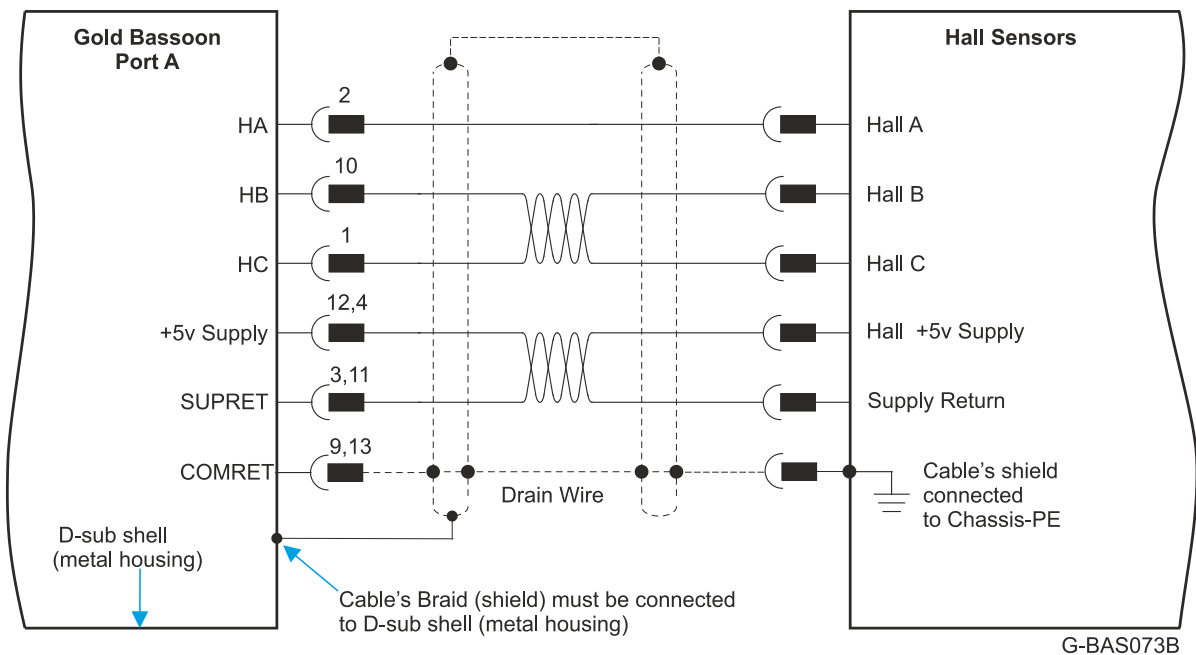 Gold Bassoon
Port A
Hall Sensors
2
HA
Hall A
10
HB
Hall B
1
HC
Hall C
12,4
+5v Supply
Hall +5v Supply
3,11
SUPRET
Supply Return
9,13
COMRET
Drain Wire
Cable's shield
connected
to Chassis-PE
D-sub shell
(metal housing)
Cable's Braid (shield) must be connected
to D-sub shell (metal housing)
G-BAS073B